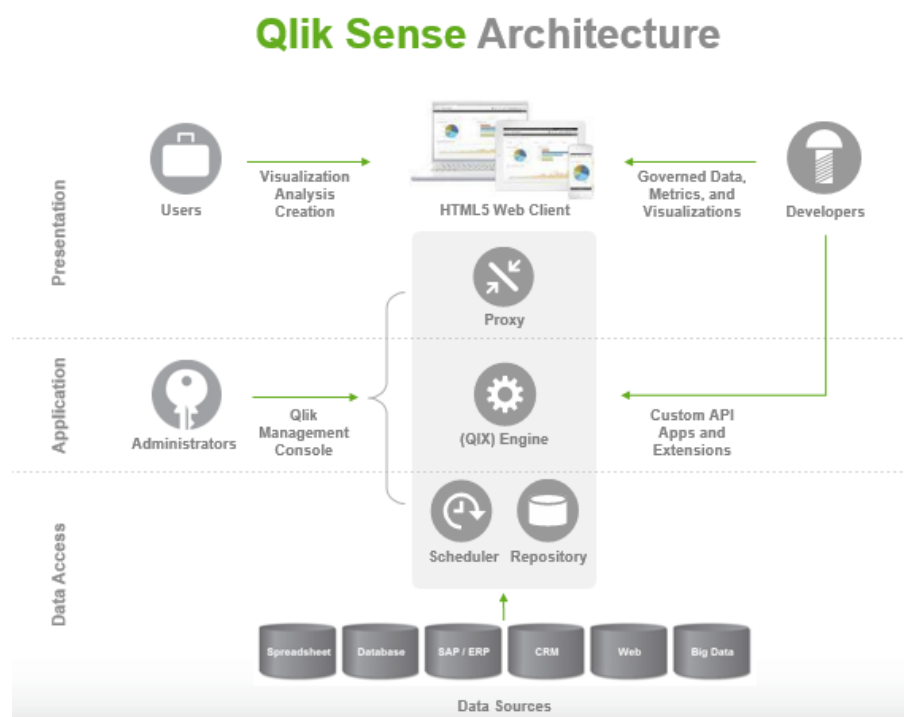 Qlik Sense Architecture
Presentation
Users
Visualization
Analysis
Creation
HTML5 Web Client
Governed Data,
Metrics, and
Visualizations
Developers
Proxy
Application
Administrators
Qlik
Management
Console
(QIX) Engine
Custom API
Apps and
Extensions
Data Access
Scheduler
Repository
Spreadsheet
Database
SAP / ERP
CRM
Web
Big Data
Data Sources